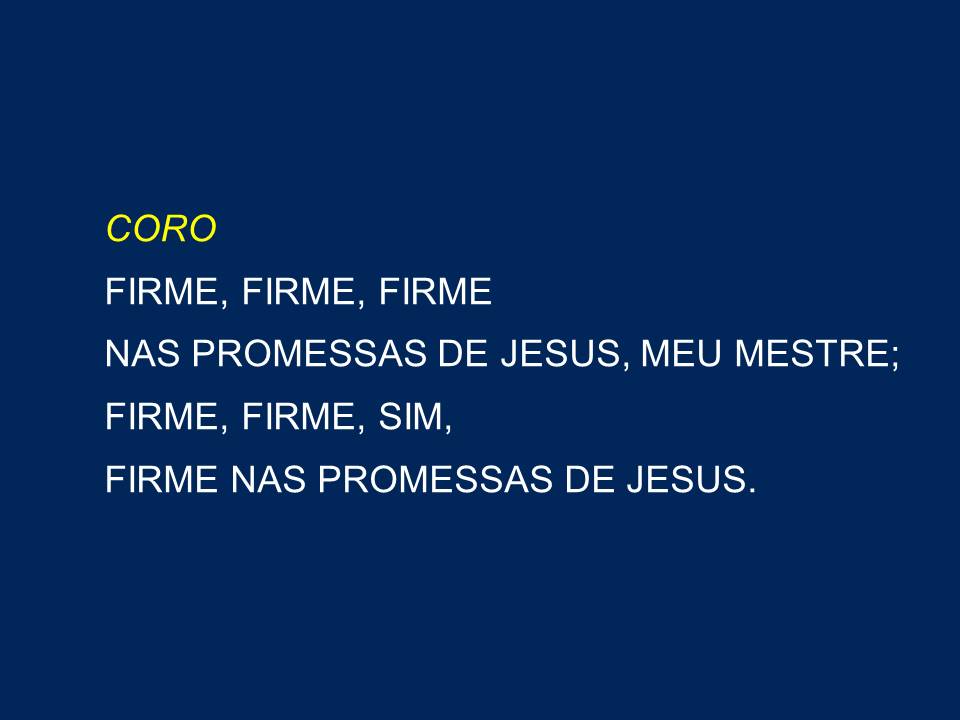 CORO
FIRME, FIRME, FIRME
NAS PROMESSAS DE JESUS, MEU MESTRE;
FIRME, FIRME, SIM,
FIRME NAS PROMESSAS DE JESUS.